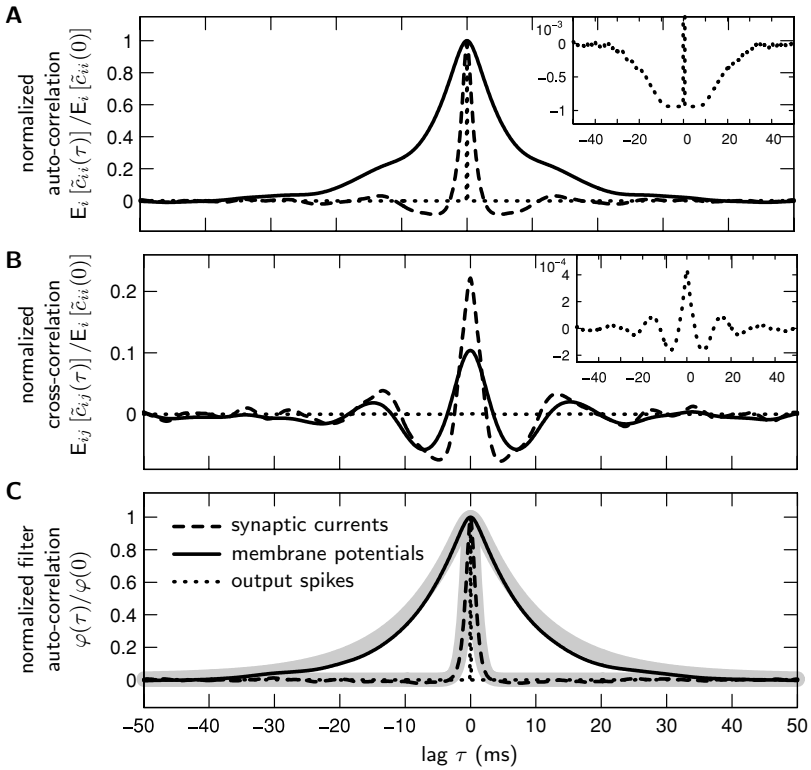 A
normalized
auto-correlation
E_i [c̃_ii(τ)] / E_i [c̃_ii(0)]
1
0.8
0.6
0.4
0.2
0
10^−3
0
−0.5
−1
−40 −20 0 20 40
B
normalized
cross-correlation
E_ij [c̃_ij(τ)] / E_i [c̃_ii(0)]
0.2
0.1
0
10^−4
4
2
0
−2
−40 −20 0 20 40
C
normalized filter
auto-correlation
φ(τ)/φ(0)
1
0.8
0.6
0.4
0.2
0
synaptic currents
membrane potentials
output spikes
−50 −40 −30 −20 −10 0 10 20 30 40 50
lag τ (ms)